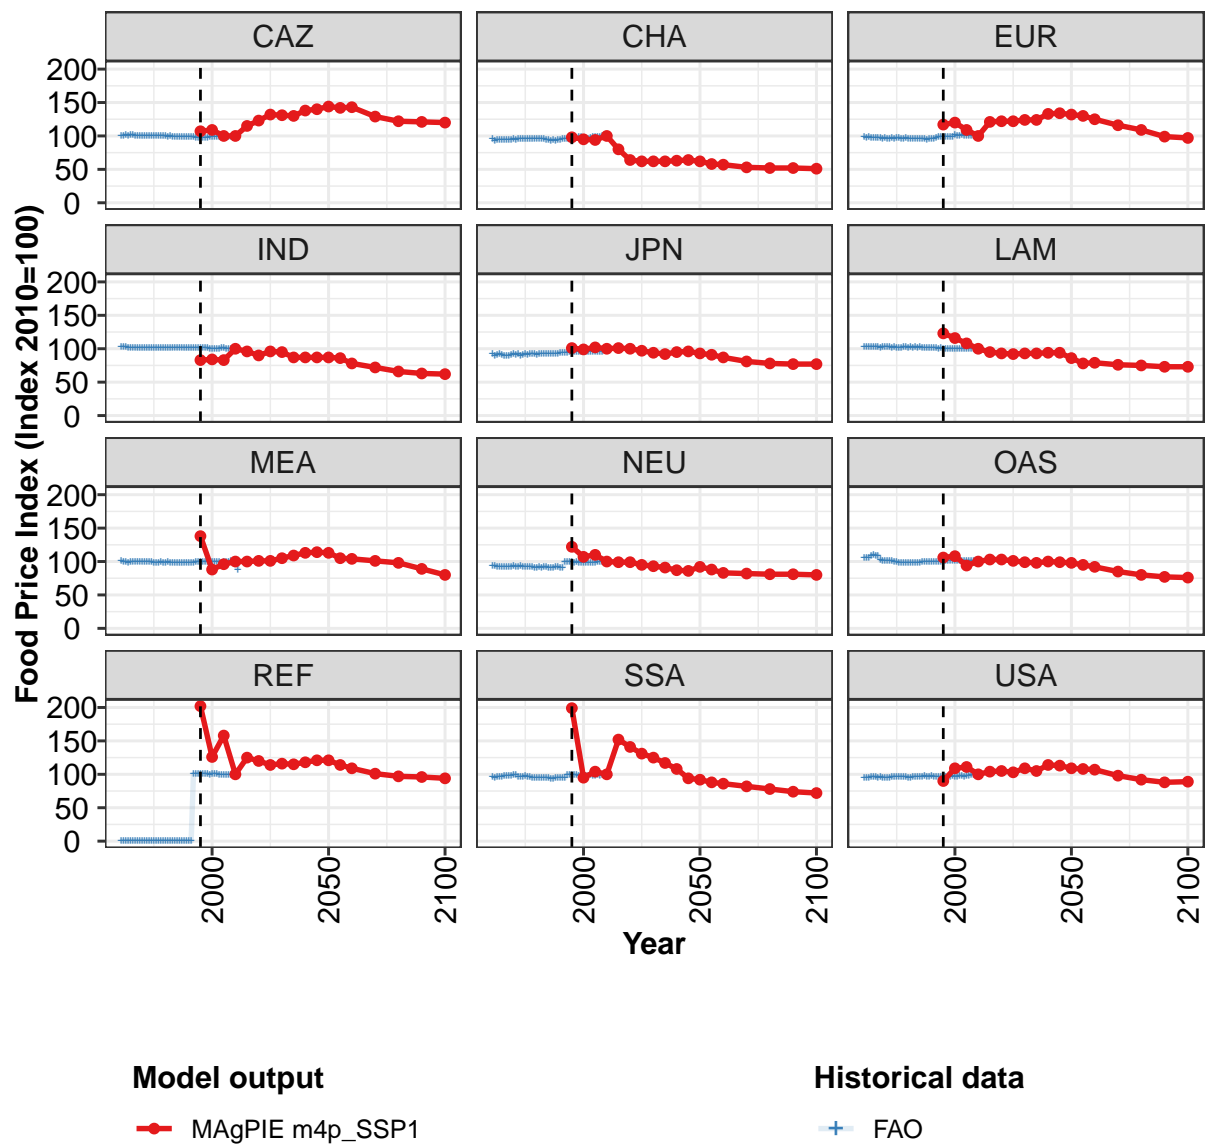 CAZ CHA EUR
200
150
100
50
0
IND JPN LAM
200
150
100
50
0
MEA NEU OAS
200
150
100
50
0
REF SSA USA
200
150
100
50
0
Food Price Index (Index 2010=100)
2000 2050 2100 2000 2050 2100 2000 2050 2100
Year
Model output Historical data
MAgPIE m4p_SSP1 FAO